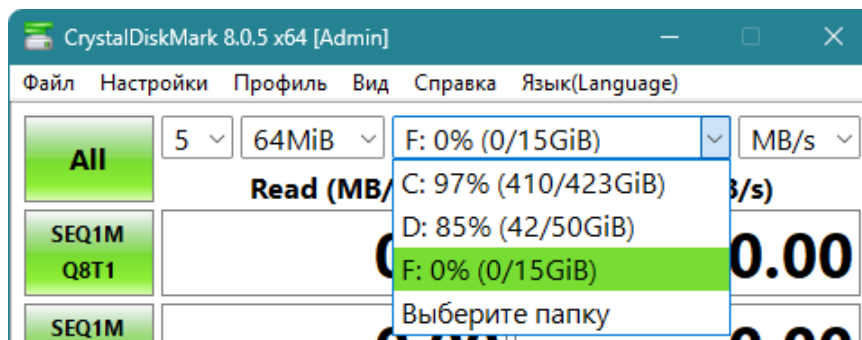 CrystalDiskMark 8.0.5 x64 [Admin]
Файл Настройки Профиль Вид Справка Язык(Language)
All 5 64MiB F: 0% (0/15GiB) MB/s
Read (MB/ C: 97% (410/423GiB) B/s)
SEQ1M
Q8T1
D: 85% (42/50GiB)
F: 0% (0/15GiB)
0.00
SEQ1M
Выберите папку